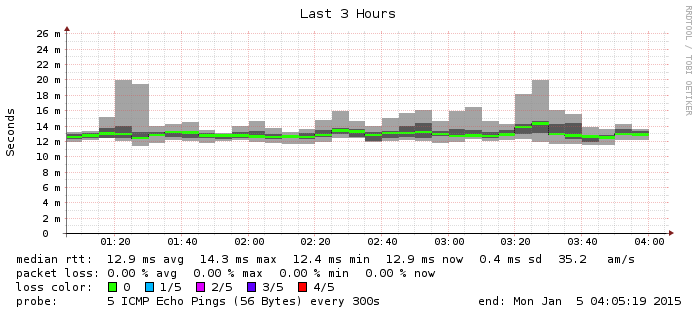 Last 3 Hours
RRDTOOL / TOBI OETIKER
Seconds
26 m
24 m
22 m
20 m
18 m
16 m
14 m
12 m
10 m
8 m
6 m
4 m
2 m
0
01:20 01:40 02:00 02:20 02:40 03:00 03:20 03:40 04:00
median rtt: 12.9 ms avg 14.3 ms max 12.4 ms min 12.9 ms now 0.4 ms sd 35.2 am/s
packet loss: 0.00 % avg 0.00 % max 0.00 % min 0.00 % now
loss color: 0 1/5 2/5 3/5 4/5
probe: 5 ICMP Echo Pings (56 Bytes) every 300s end: Mon Jan 5 04:05:19 2015